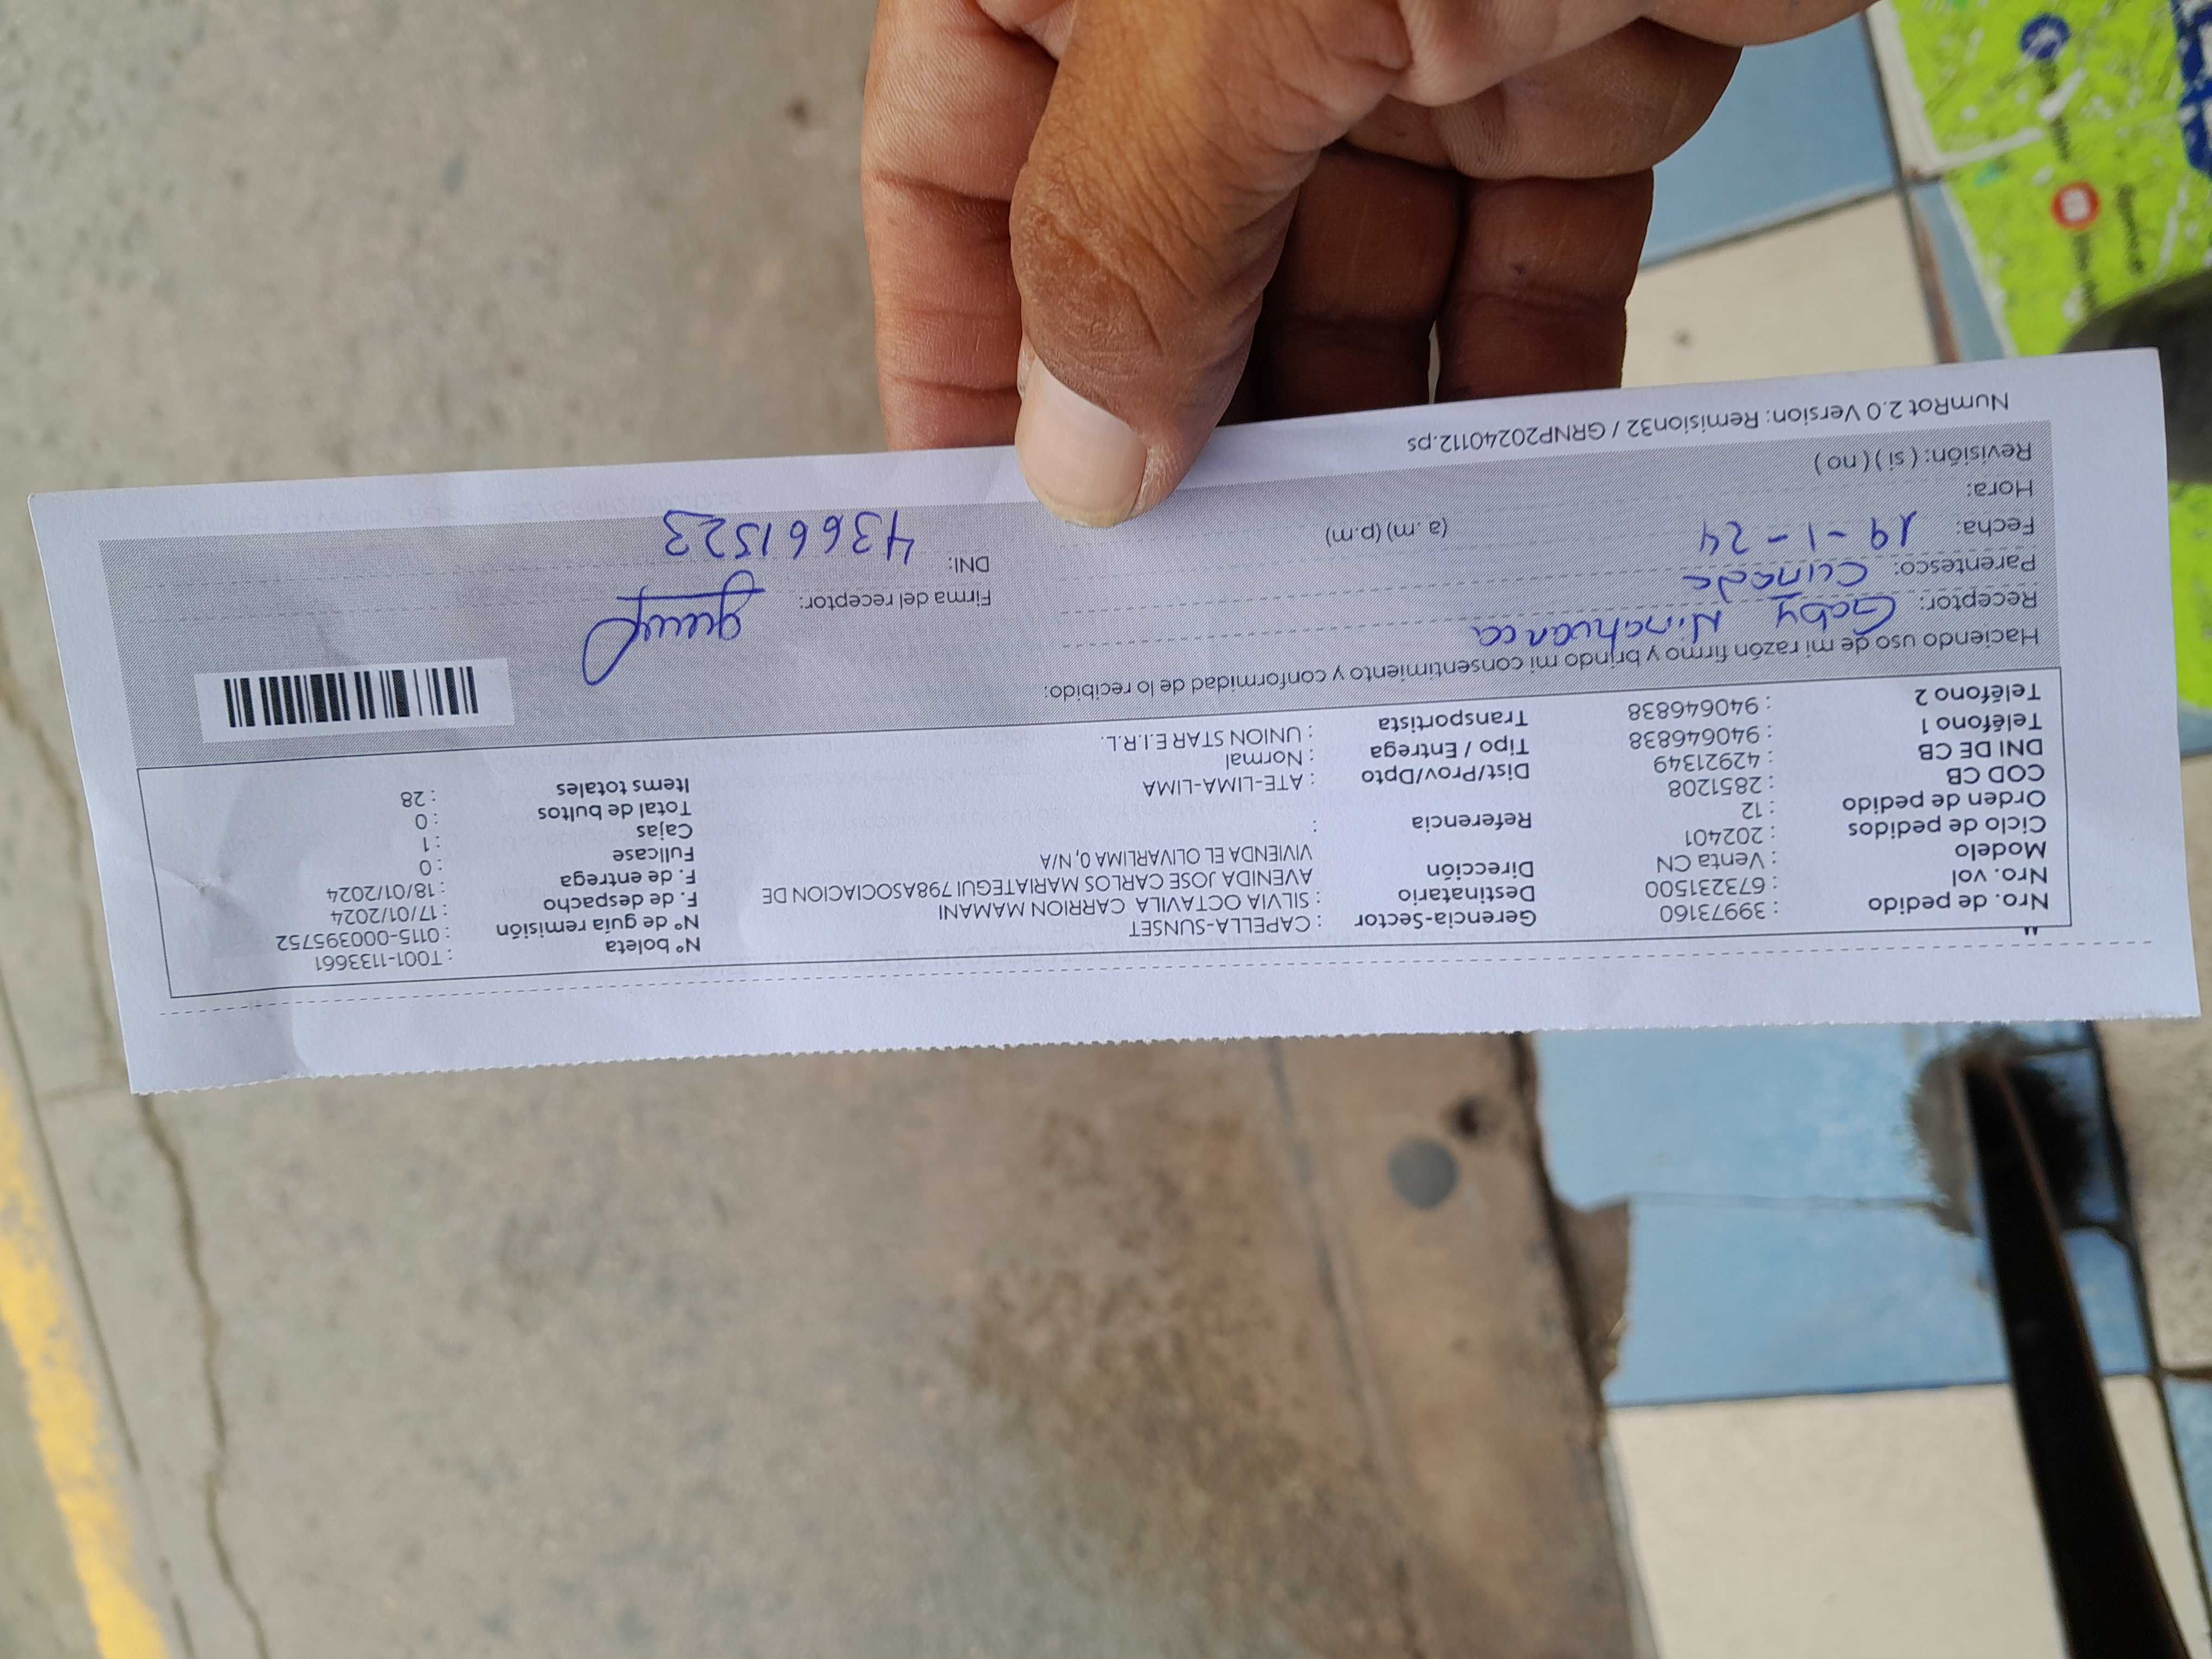 Nro. de pedido : 39973160
Nro. vol : 673231500
Modelo : Venta CN
Ciclo de pedidos : 202401
Orden de pedido : 12
COD CB : 2851208
DNI DE CB : 42921349
Teléfono 1 : 940646838
Teléfono 2 : 940646838
Gerencia-Sector : CAPELLA-SUNSET
Destinatario : SILVIA OCTAVILA CARRION MAMANI
Dirección AVENIDA JOSE CARLOS MARIATEGUI 798ASOCIACION DE
VIVIENDA EL OLIVARLIMA 0, N/A
Referencia :
Dist/Prov/Dpto : ATE-LIMA-LIMA
Tipo / Entrega : Normal
Transportista : UNION STAR E.I.R.L.
N° boleta : T001-1133661
N° de guía remisión : 0115-000395752
F. de despacho : 17/01/2024
F. de entrega : 18/01/2024
Fullcase : 0
Cajas : 1
Total de bultos : 0
Items totales : 28
Haciendo uso de mi razón firmo y brindo mi consentimiento y conformidad de lo recibido:
Receptor: Gaby Ninahuanca
Parentesco: Cuñada
Fecha: 19-1-24
Hora: (a.m) (p.m)
Revisión: ( si ) ( no )
Firma del receptor:
DNI: 43661523
NumRot 2.0 Version: Remision32 / GRNP20240112.ps